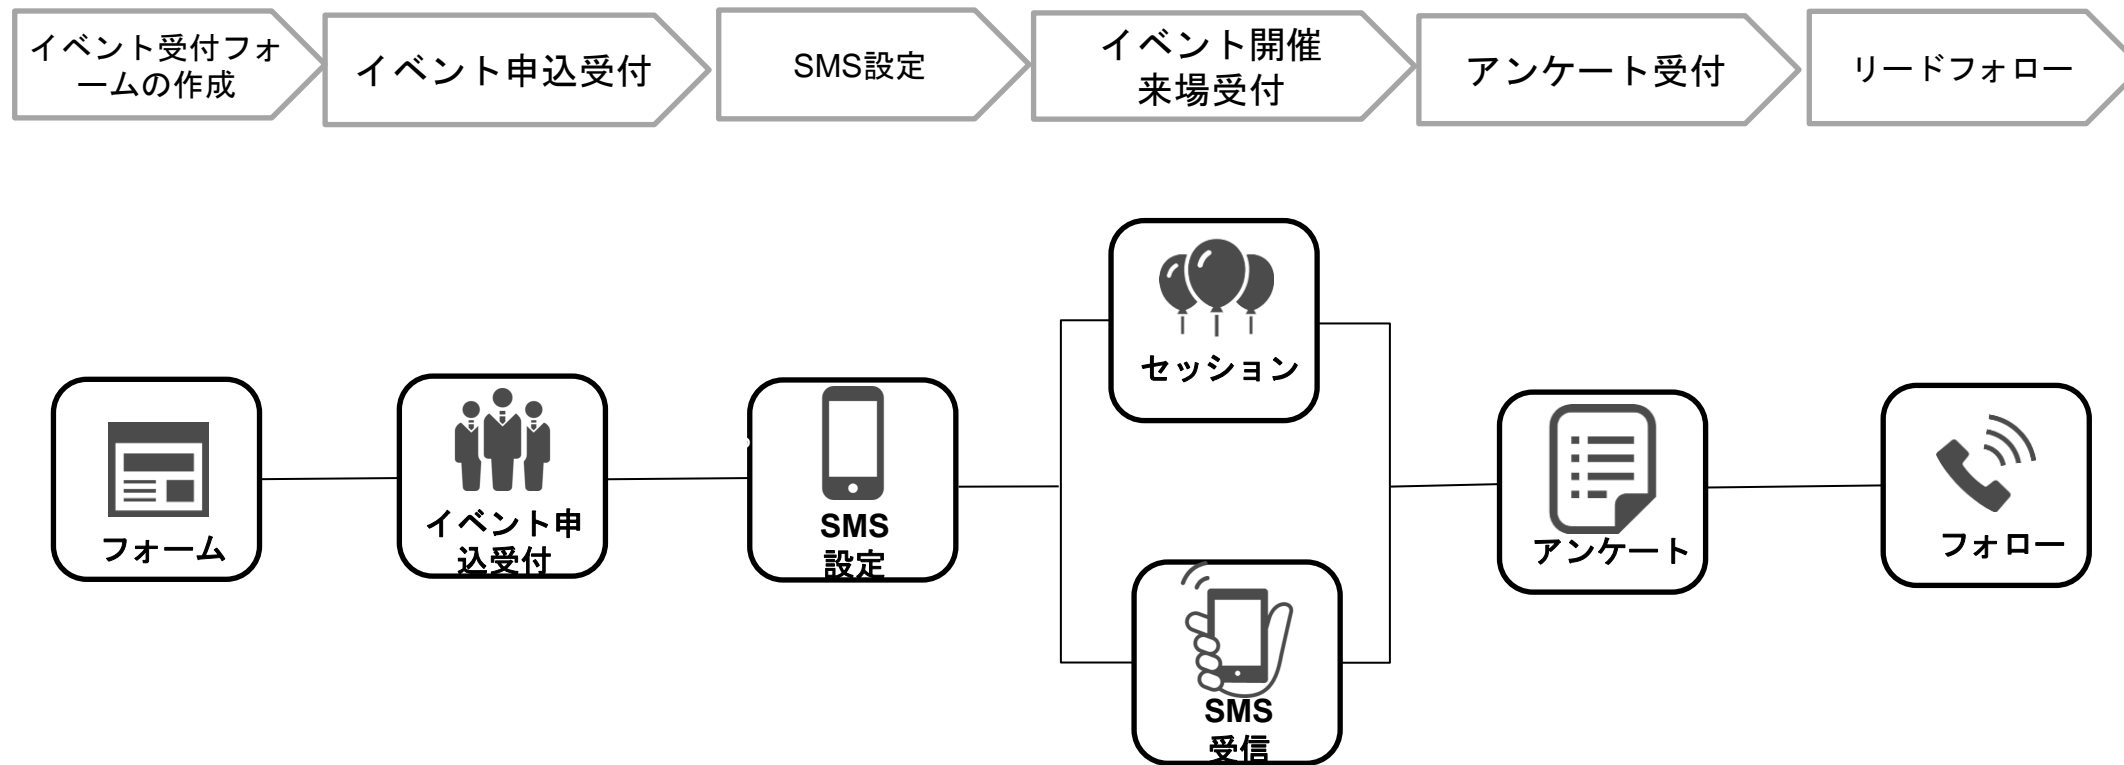 イベント受付フォ
ームの作成
イベント申込受付
SMS設定
イベント開催
来場受付
アンケート受付
リードフォロー
フォーム
イベント申
込受付
SMS
設定
セッション
SMS
受信
アンケート
フォロー